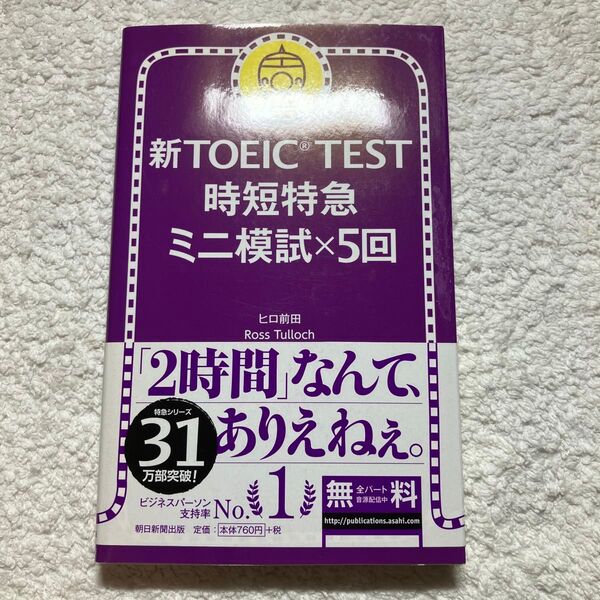 新TOEIC® TEST
時短特急
ミニ模試×5回
ヒロ前田
Ross Tulloch
「2時間」なんて、
ありえねぇ。
特急シリーズ
31
万部突破!
ビジネスパーソン
支持率
No.1
無料
全パート
音源配信中
http://publications.asahi.com
朝日新聞出版 定価:本体760円+税